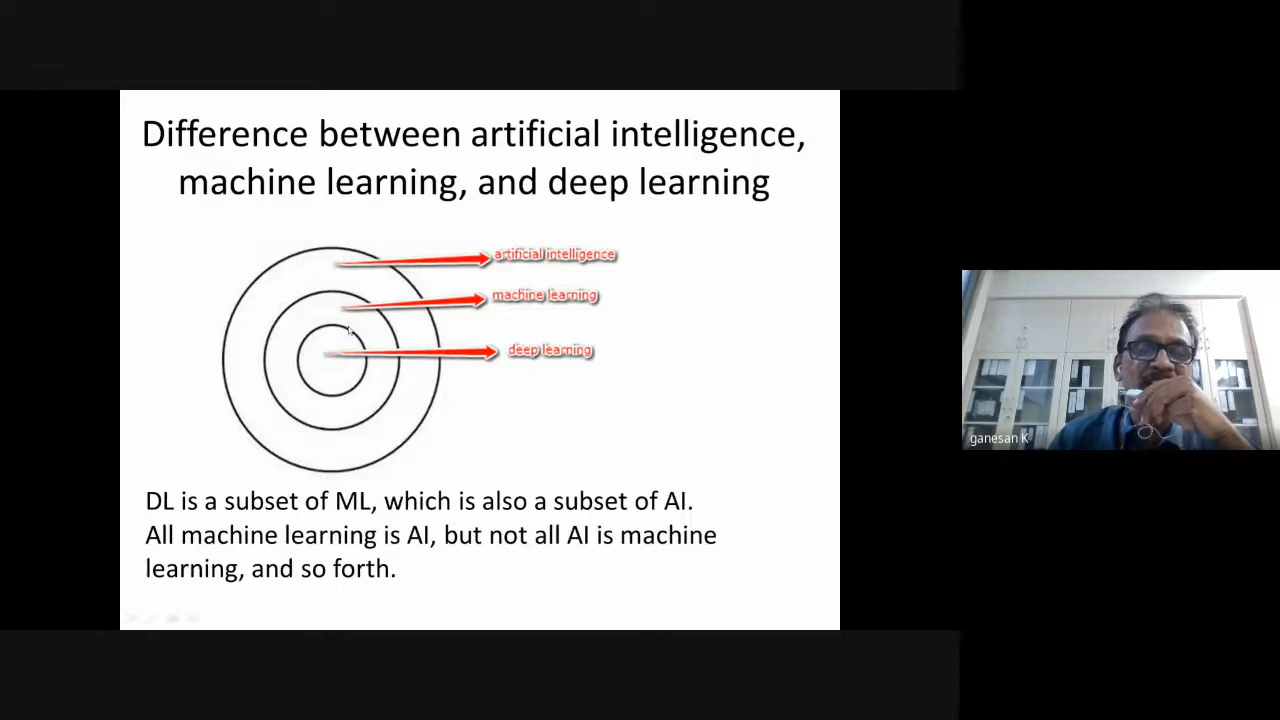 Difference between artificial intelligence,
machine learning, and deep learning
artificial intelligence
machine learning
deep learning
DL is a subset of ML, which is also a subset of AI.
All machine learning is AI, but not all AI is machine
learning, and so forth.
ganesan K